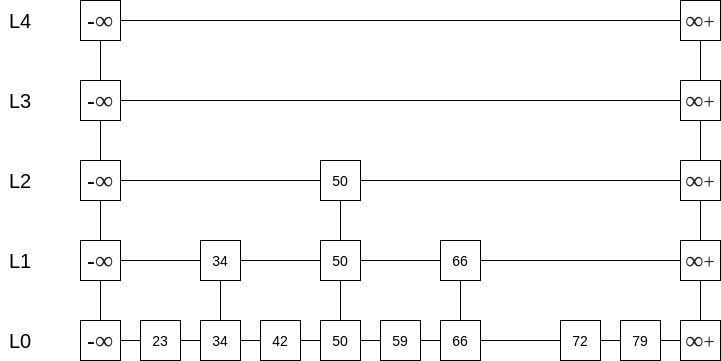 L4 -∞ ∞+
L3 -∞ ∞+
L2 -∞ 50 ∞+
L1 -∞ 34 50 66 ∞+
L0 -∞ 23 34 42 50 59 66 72 79 ∞+